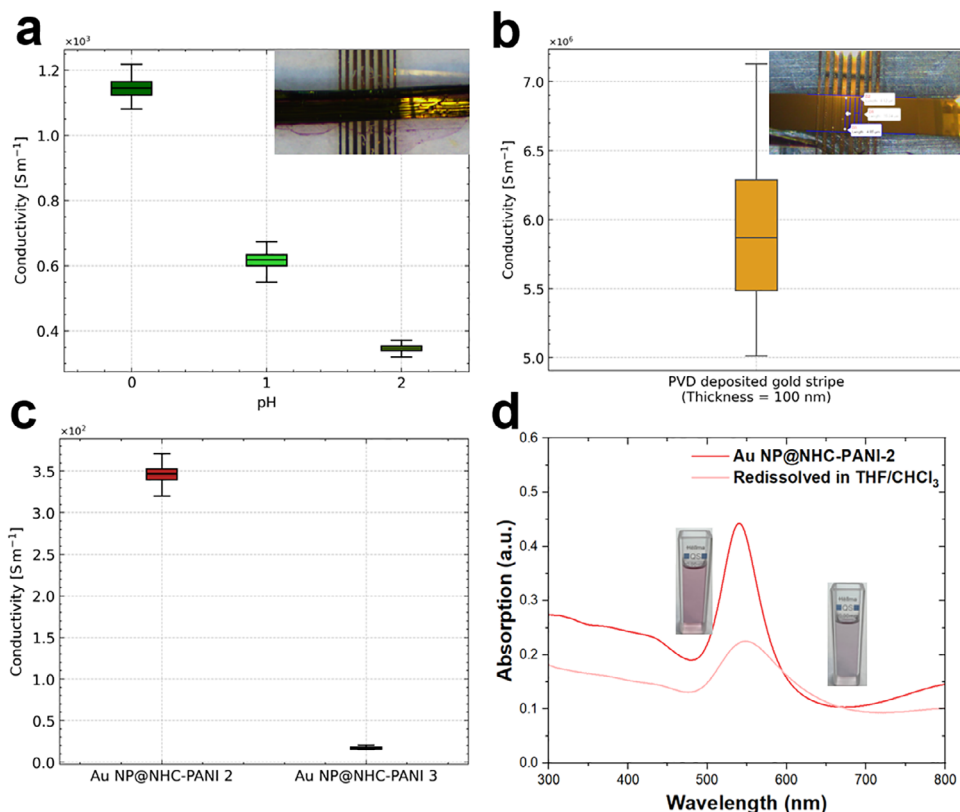 a
×10³
Conductivity [S m⁻¹]
1.2
1.0
0.8
0.6
0.4
0
1
2
pH
b
×10⁶
Conductivity [S m⁻¹]
7.0
6.5
6.0
5.5
5.0
PVD deposited gold stripe
(Thickness = 100 nm)
c
×10²
Conductivity [S m⁻¹]
3.5
3.0
2.5
2.0
1.5
1.0
0.5
0.0
Au NP@NHC-PANI 2
Au NP@NHC-PANI 3
d
Absorption (a.u.)
0.6
0.5
0.4
0.3
0.2
0.1
0.0
Au NP@NHC-PANI-2
Redissolved in THF/CHCl₃
Hellma
QS
Hellma
QS
300
400
500
600
700
800
Wavelength (nm)